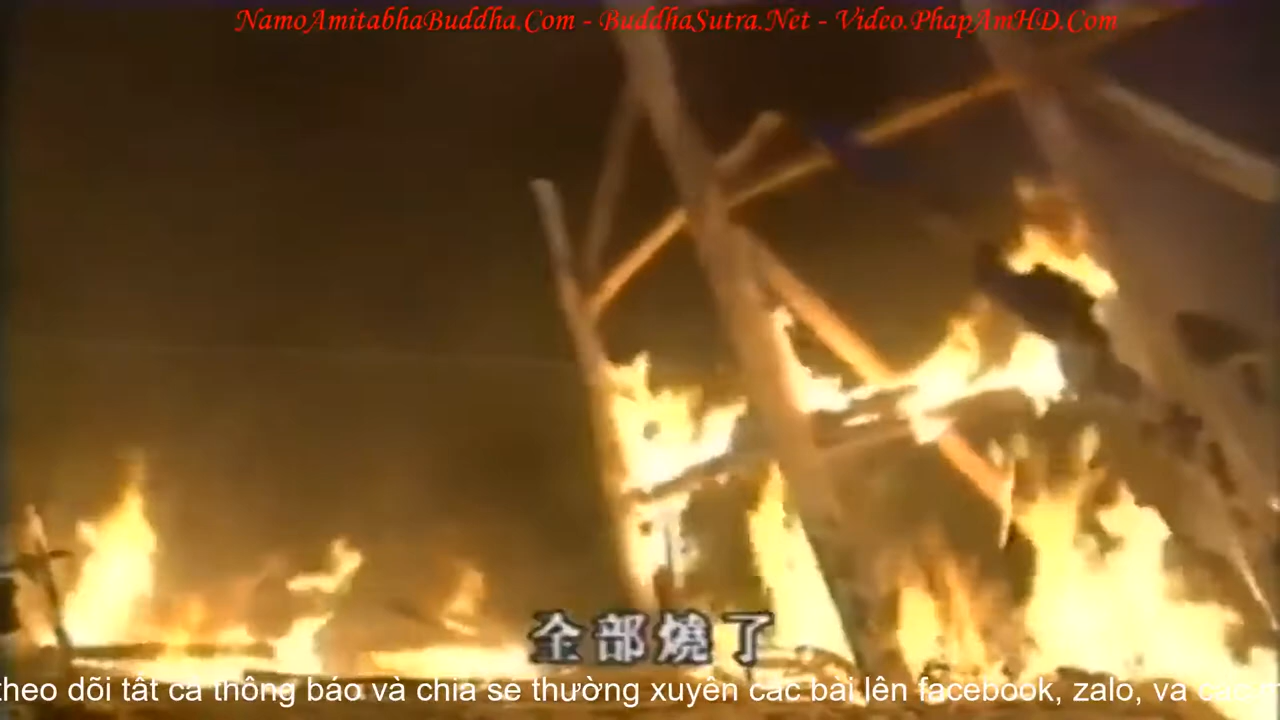 NamoAmitabhaBuddha.Com - BuddhaSutra.Net - Video.PhapAmHD.Com
全部燒了
theo dõi tất cả thông báo và chia sẻ thường xuyên các bài lên facebook, zalo, và các